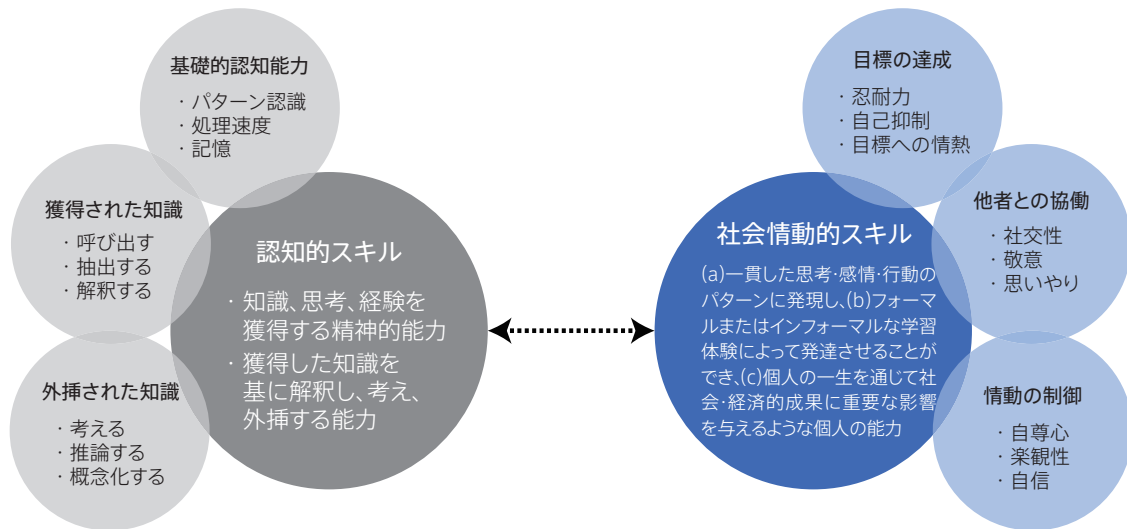 基礎的認知能力
· パターン認識
· 処理速度
· 記憶
獲得された知識
· 呼び出す
· 抽出する
· 解釈する
外挿された知識
· 考える
· 推論する
· 概念化する
認知的スキル
· 知識、思考、経験を
獲得する精神的能力
· 獲得した知識を
基に解釈し、考え、
外挿する能力
社会情動的スキル
(a)一貫した思考·感情·行動の
パターンに発現し、(b)フォーマ
ルまたはインフォーマルな学習
体験によって発達させることが
でき、(c)個人の一生を通じて社
会·経済的成果に重要な影響
を与えるような個人の能力
目標の達成
· 忍耐力
· 自己抑制
· 目標への情熱
他者との協働
· 社交性
· 敬意
· 思いやり
情動の制御
· 自尊心
· 楽観性
· 自信